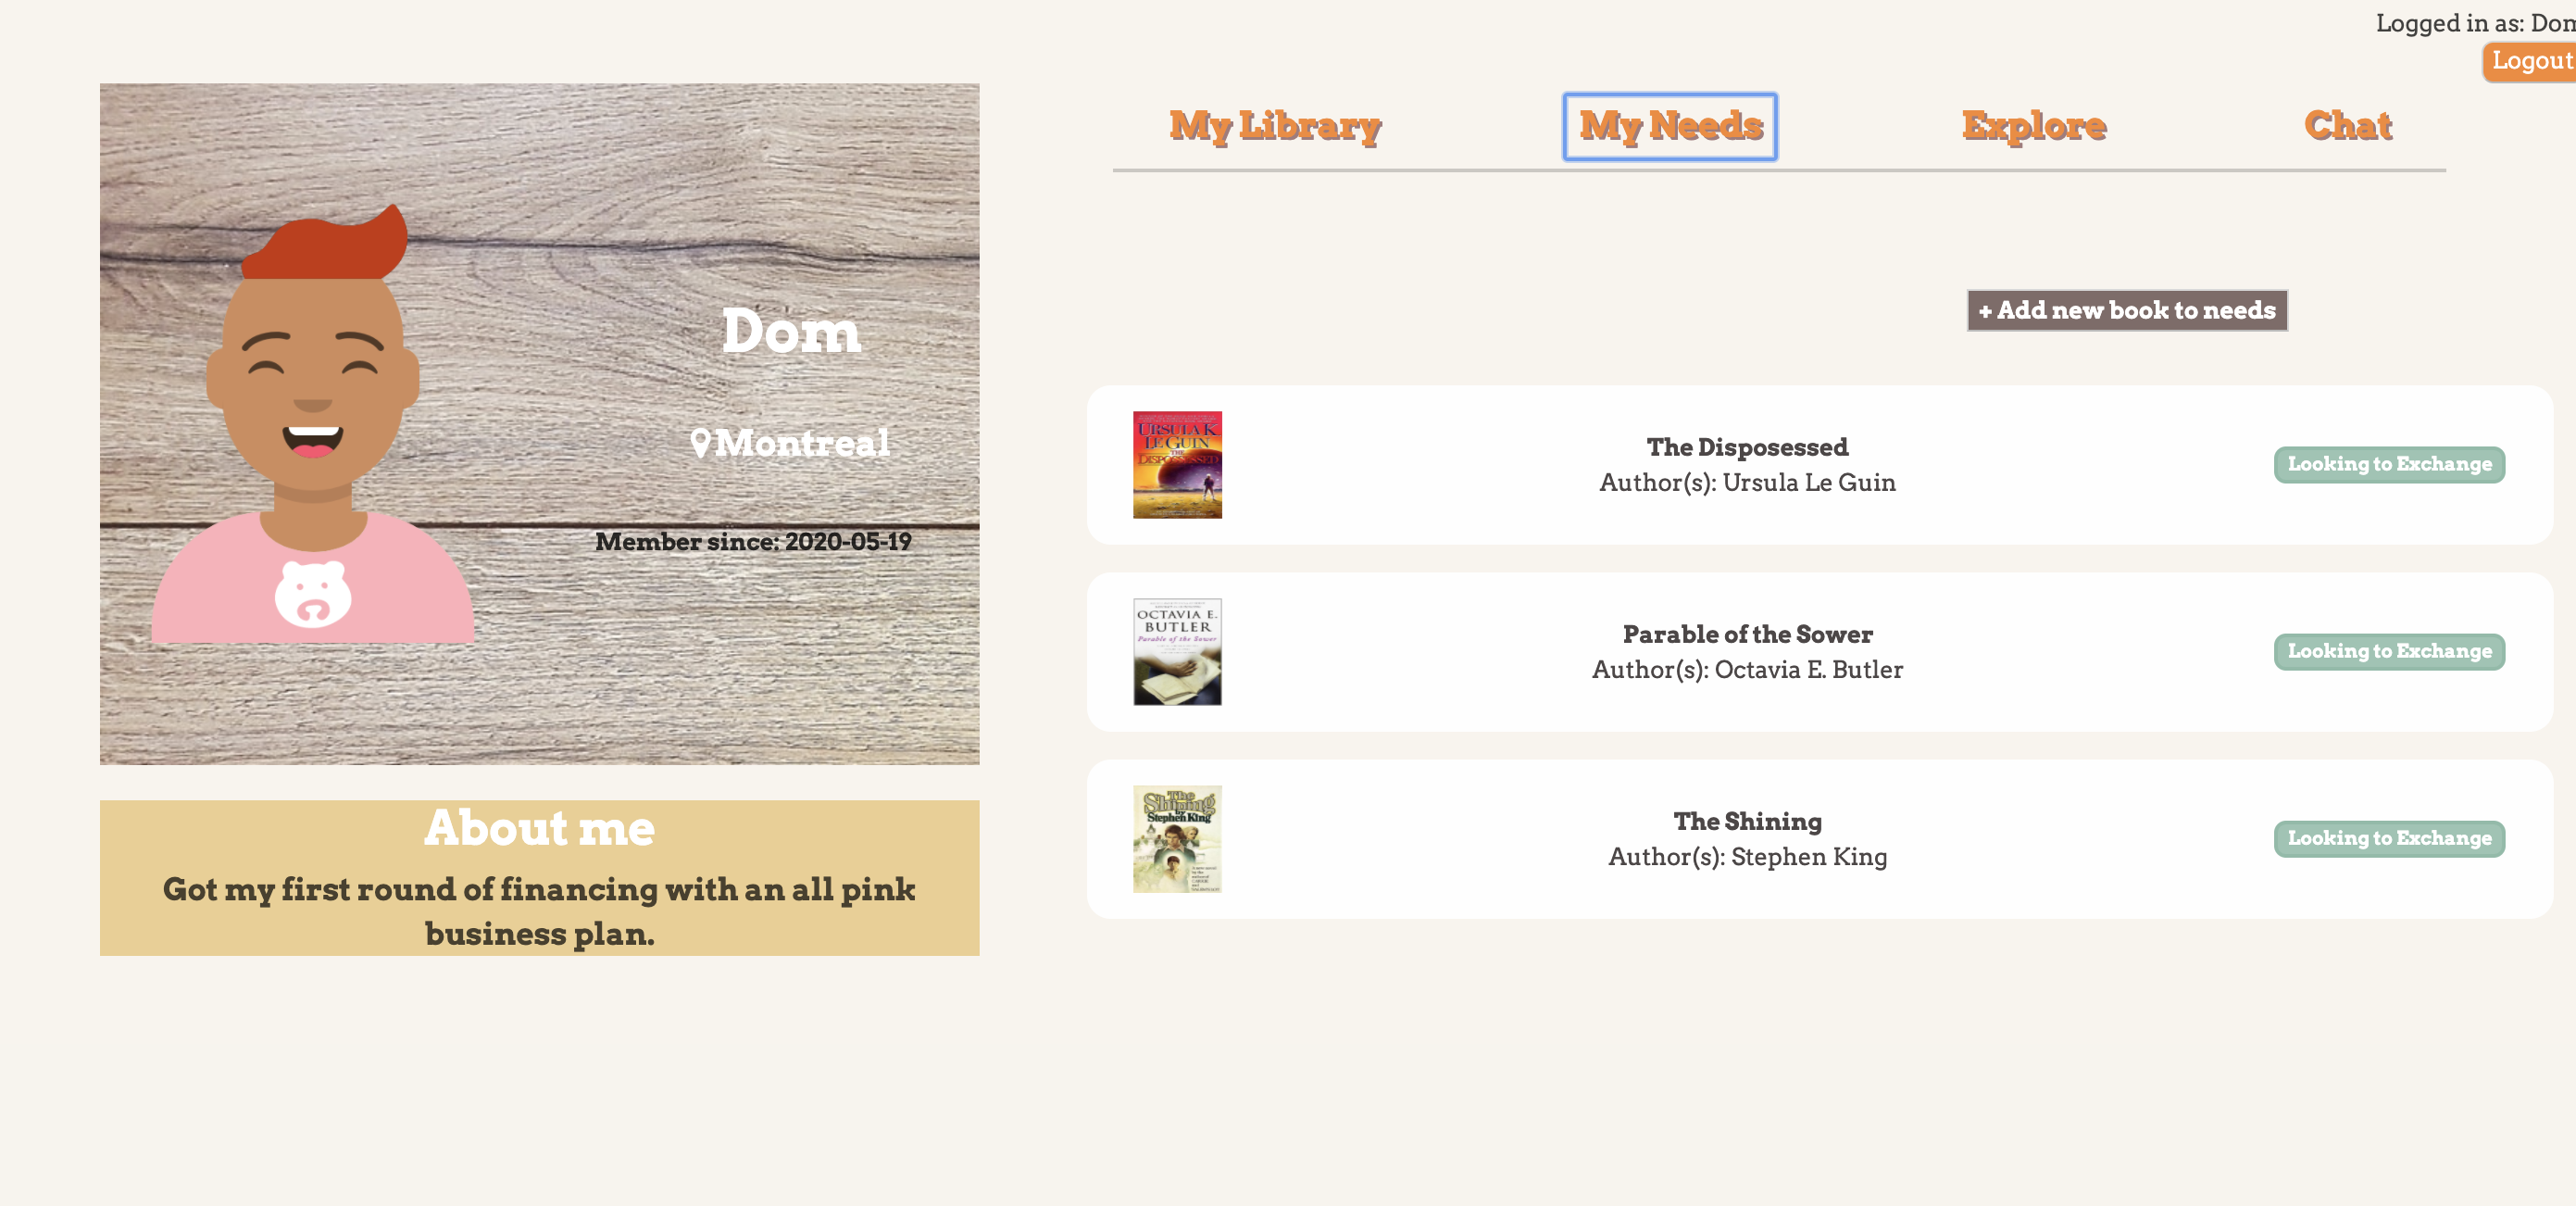 Logged in as: Dom
Logout
My Library
My Needs
Explore
Chat
Dom
Montreal
Member since: 2020-05-19
About me
Got my first round of financing with an all pink
business plan.
+ Add new book to needs
URSULA K
LE GUIN
THE
DISPOSSESSED
The Disposessed
Author(s): Ursula Le Guin
Looking to Exchange
OCTAVIA E.
BUTLER
Parable of the Sower
Parable of the Sower
Author(s): Octavia E. Butler
Looking to Exchange
The
Shining
by
Stephen King
The Shining
Author(s): Stephen King
Looking to Exchange